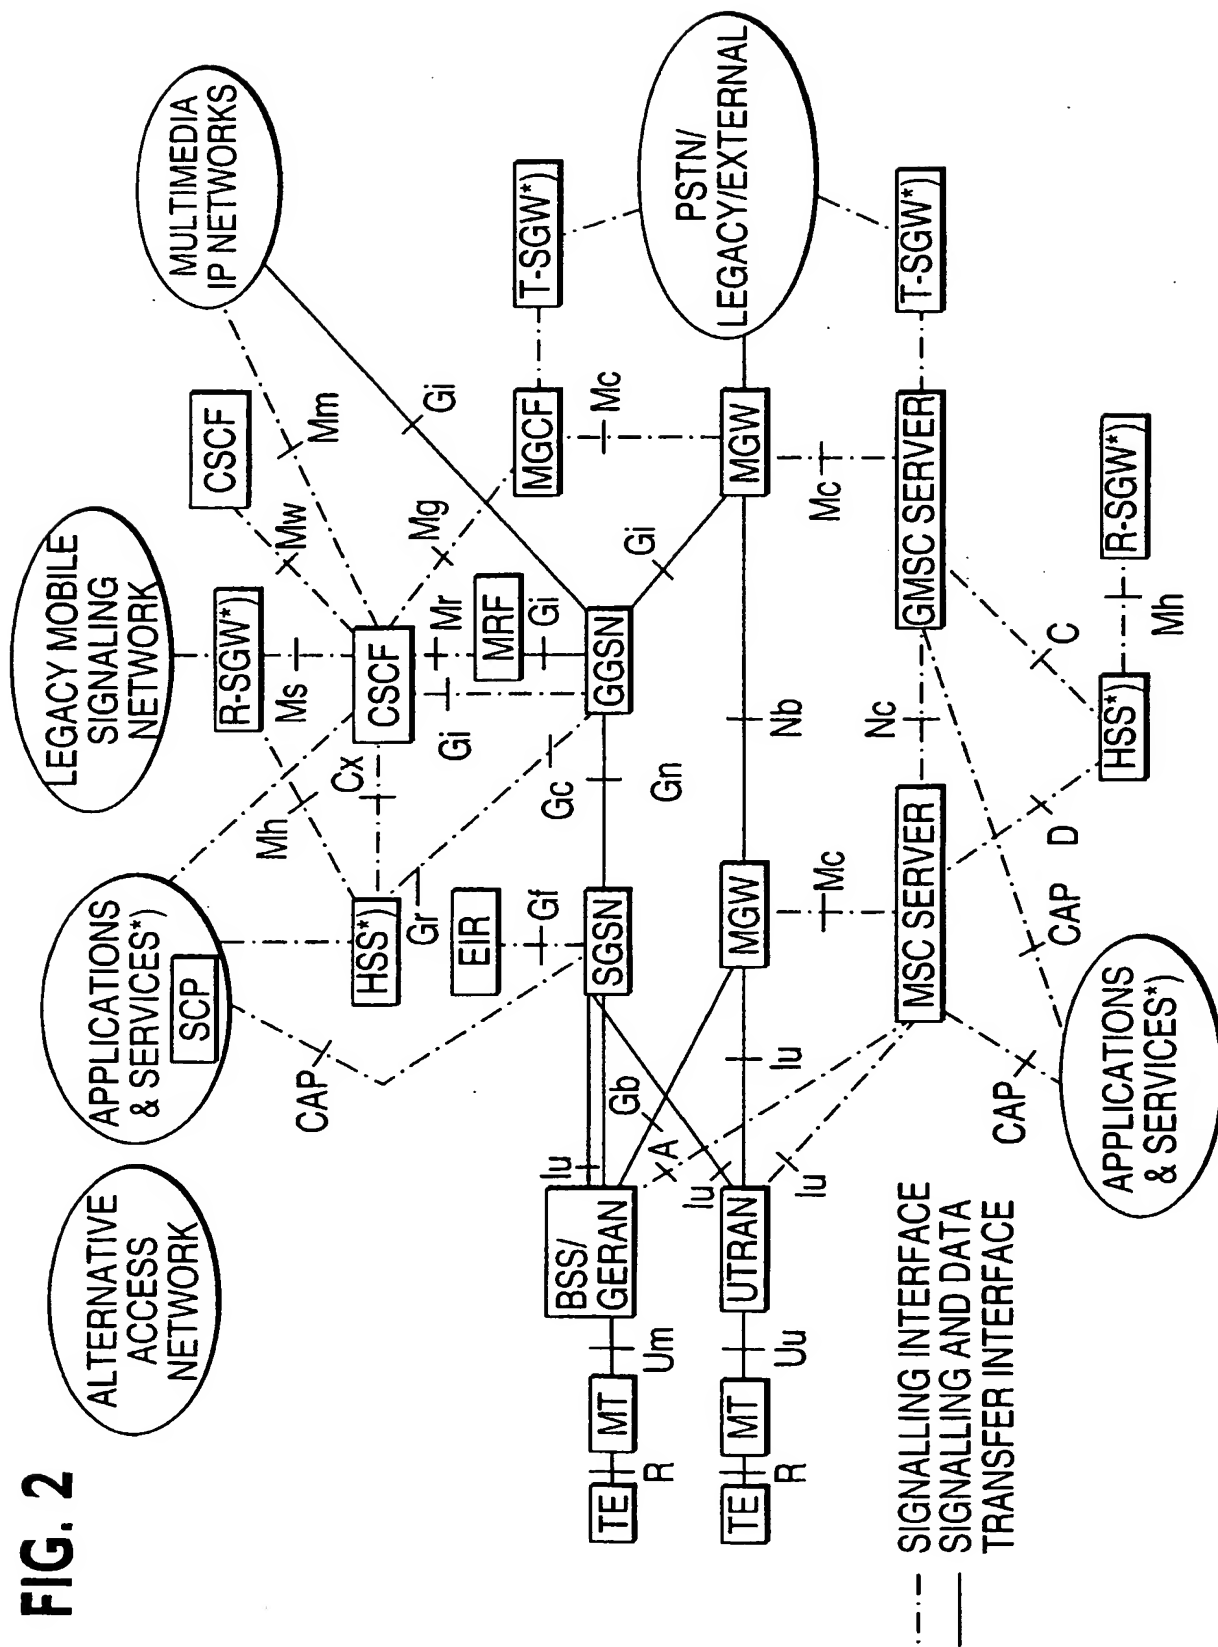 FIG. 2
ALTERNATIVE
ACCESS
NETWORK
APPLICATIONS
& SERVICES*)
SCP
LEGACY MOBILE
SIGNALING
NETWORK
MULTIMEDIA
IP NETWORKS
CAP
Mh
R-SGW*)
Ms
Mw
CSCF
Mm
Cx
CSCF
HSS*)
Gr
Gi
Mr
Mg
Gi
EIR
Gf
Gc
MRF
Gi
MGCF
T-SGW*)
Mc
TE
R
MT
Um
BSS/
GERAN
Iu
Gb
A
SGSN
Gn
GGSN
Gi
PSTN/
LEGACY/EXTERNAL
TE
R
MT
Uu
UTRAN
Iu
Iu
Iu
MGW
Mc
Nb
MGW
Mc
MSC SERVER
Nc
GMSC SERVER
T-SGW*)
CAP
CAP
D
C
HSS*)
Mh
R-SGW*)
APPLICATIONS
& SERVICES*)
SIGNALLING INTERFACE
SIGNALLING AND DATA
TRANSFER INTERFACE